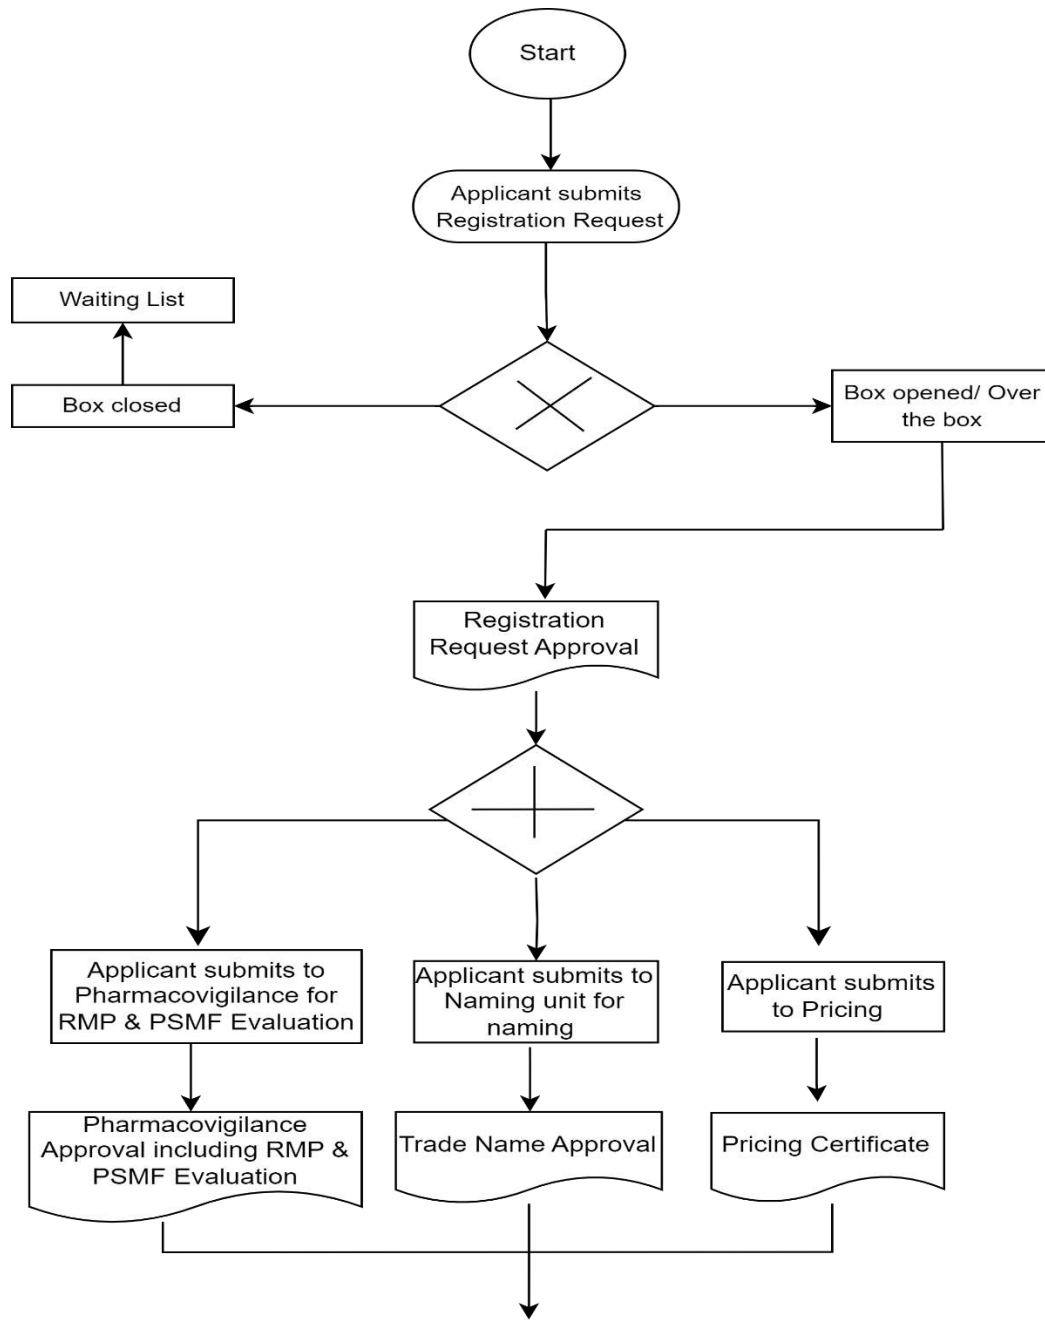 Start
Applicant submits
Registration Request
Waiting List
Box closed
Box opened/ Over
the box
Registration
Request Approval
Applicant submits to
Pharmacovigilance for
RMP & PSMF Evaluation
Applicant submits to
Naming unit for
naming
Applicant submits
to Pricing
Pharmacovigilance
Approval including RMP &
PSMF Evaluation
Trade Name Approval
Pricing Certificate